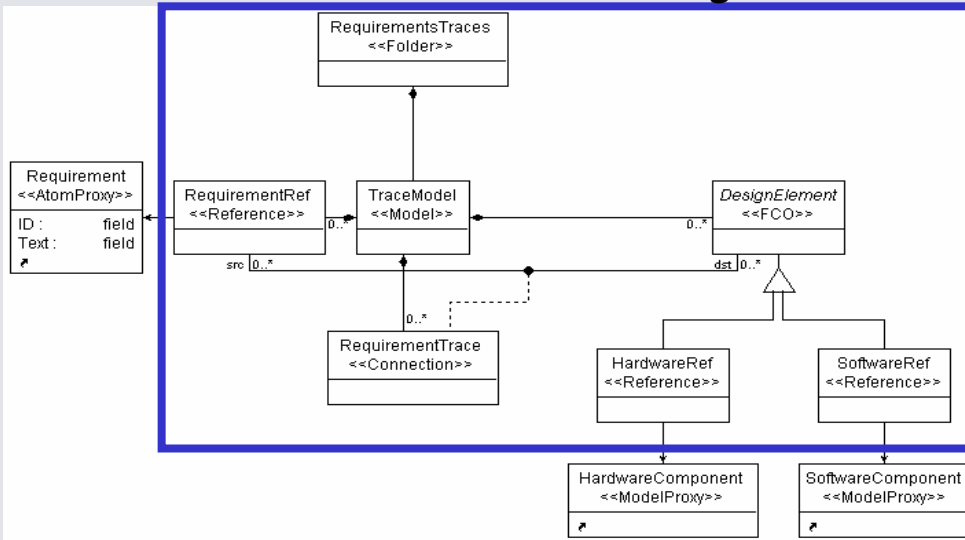 RequirementsTraces
<<Folder>>
Requirement
<<AtomProxy>>
ID : field
Text : field
RequirementRef
<<Reference>>
0..*
TraceModel
<<Model>>
DesignElement
<<FCO>>
0..*
src 0..*
dst 0..*
0..*
RequirementTrace
<<Connection>>
HardwareRef
<<Reference>>
SoftwareRef
<<Reference>>
HardwareComponent
<<ModelProxy>>
SoftwareComponent
<<ModelProxy>>